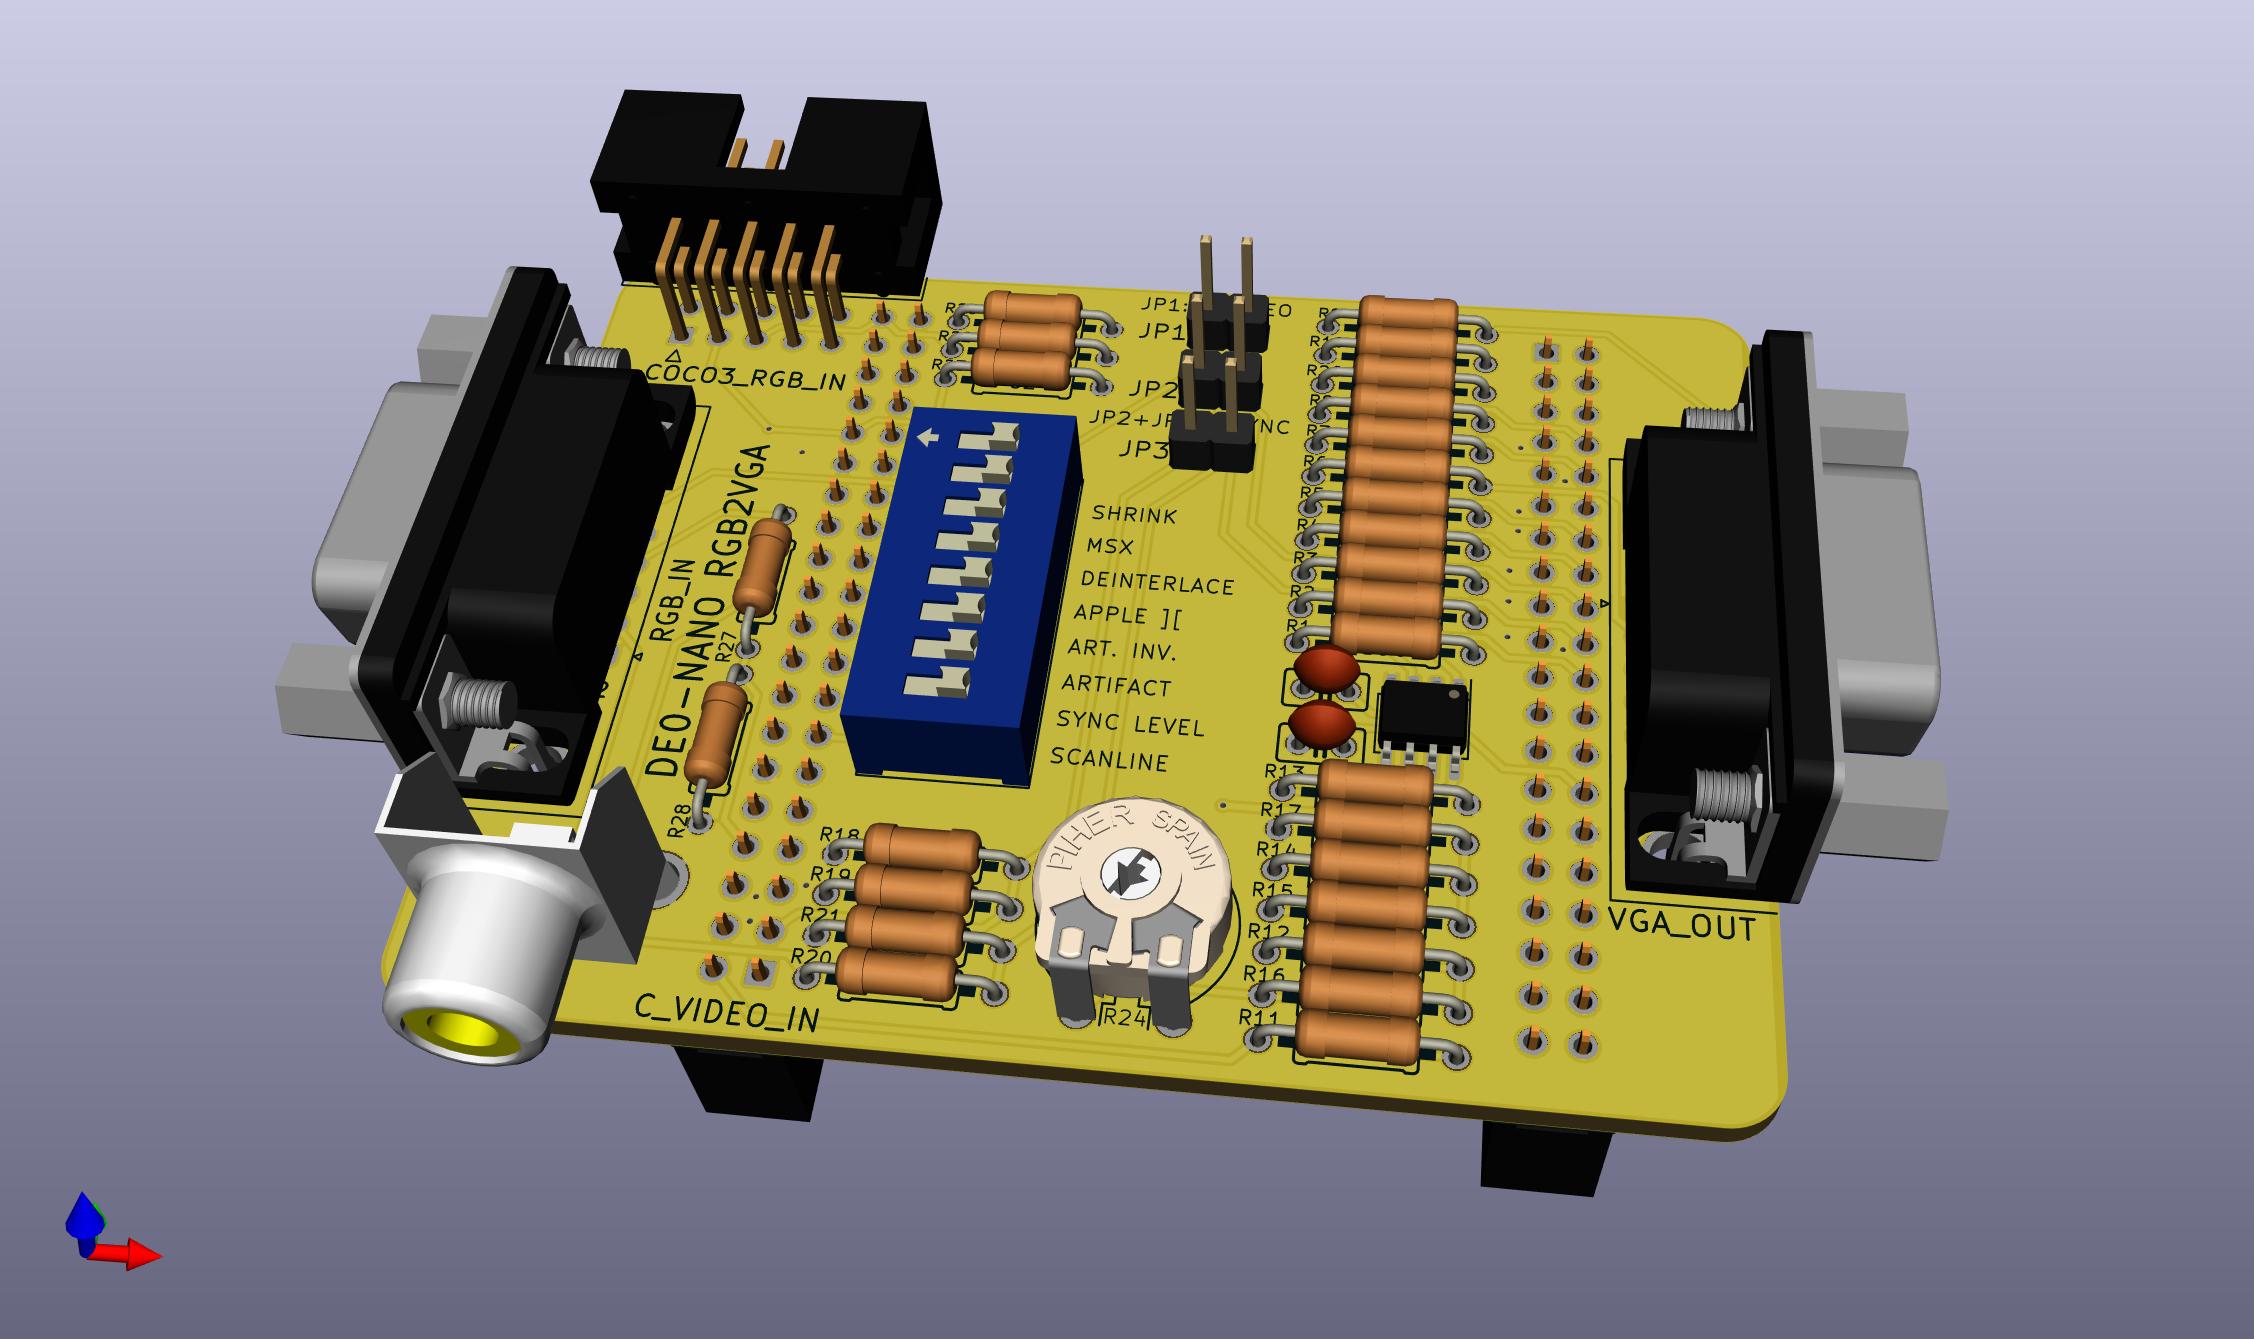 COCO3_RGB_IN
JP1:
JP1
JP2
JP3
SHRINK
MSX
DEINTERLACE
APPLE ][
ART. INV.
ARTIFACT
SYNC LEVEL
SCANLINE
RGB_IN
DEO-NANO RGB2VGA
R27
R28
R18
R19
R21
R20
C_VIDEO_IN
PIHER SPAIN
R24
R13
R17
R14
R15
R12
R16
R11
VGA_OUT